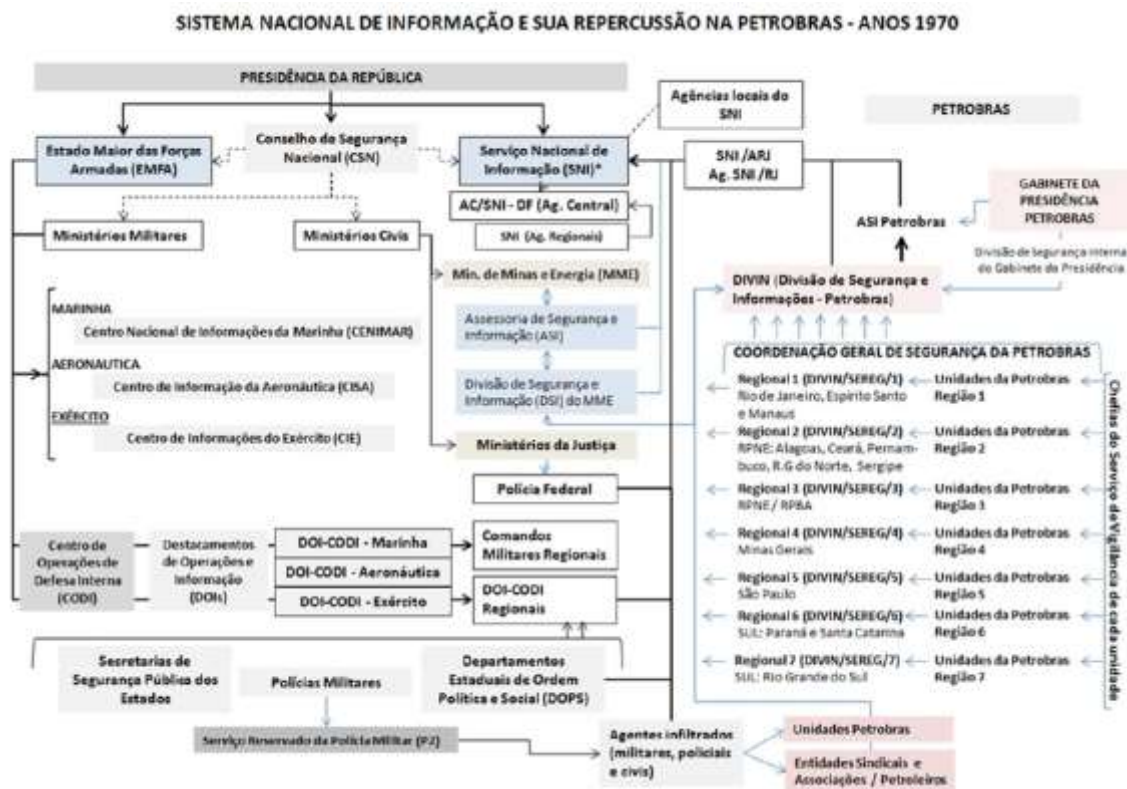 SISTEMA NACIONAL DE INFORMAÇÃO E SUA REPERCUSSÃO NA PETROBRAS - ANOS 1970
PRESIDÊNCIA DA REPÚBLICA
Agências locais do
SNI
PETROBRAS
Estado Maior das Forças
Armadas (EMFA)
Conselho de Segurança
Nacional (CSN)
Serviço Nacional de
Informação (SNI)*
SNI /ARJ
Ag. SNI /RJ
GABINETE DA
PRESIDÊNCIA
PETROBRAS
AC/SNI - DF (Ag. Central)
SNI (Ag. Regionais)
ASI Petrobras
Ministérios Militares
Ministérios Civis
Divisão de Segurança interna
do Gabinete da Presidência
Min. de Minas e Energia (MME)
DIVIN (Divisão de Segurança e
Informações - Petrobras)
MARINHA
Centro Nacional de Informações da Marinha (CENIMAR)
AERONAUTICA
Centro de Informação da Aeronáutica (CISA)
EXÉRCITO
Centro de Informações do Exército (CIE)
Assessoria de Segurança e
Informação (ASI)
Divisão de Segurança e
Informação (DSI) do MME
Ministérios da Justiça
Polícia Federal
COORDENAÇÃO GERAL DE SEGURANÇA DA PETROBRAS
Regional 1 (DIVIN/SEREG/1)
Rio de Janeiro, Espírito Santo
e Manaus
Unidades da Petrobras
Região 1
Regional 2 (DIVIN/SEREG/2)
RPNE: Alagoas, Ceará, Pernam-
buco, R.G do Norte, Sergipe
Unidades da Petrobras
Região 2
Regional 3 (DIVIN/SEREG/3)
RPNE / RPBA
Unidades da Petrobras
Região 3
Regional 4 (DIVIN/SEREG/4)
Minas Gerais
Unidades da Petrobras
Região 4
Regional 5 (DIVIN/SEREG/5)
São Paulo
Unidades da Petrobras
Região 5
Regional 6 (DIVIN/SEREG/6)
SUL: Paraná e Santa Catarina
Unidades da Petrobras
Região 6
Regional 7 (DIVIN/SEREG/7)
SUL: Rio Grande do Sul
Unidades da Petrobras
Região 7
Chefias do Serviço de Vigilância de cada unidade
Centro de
Operações de
Defesa Interna
(CODI)
Destacamentos
de Operações e
Informação
(DOIs)
DOI-CODI - Marinha
DOI-CODI - Aeronáutica
DOI-CODI - Exército
Comandos
Militares Regionais
DOI-CODI
Regionais
Secretarias de
Segurança Pública dos
Estados
Polícias Militares
Departamentos
Estaduais de Ordem
Política e Social (DOPS)
Serviço Reservado da Polícia Militar (P2)
Agentes infiltrados
(militares, policiais
e civis)
Unidades Petrobras
Entidades Sindicais e
Associações / Petroleiros